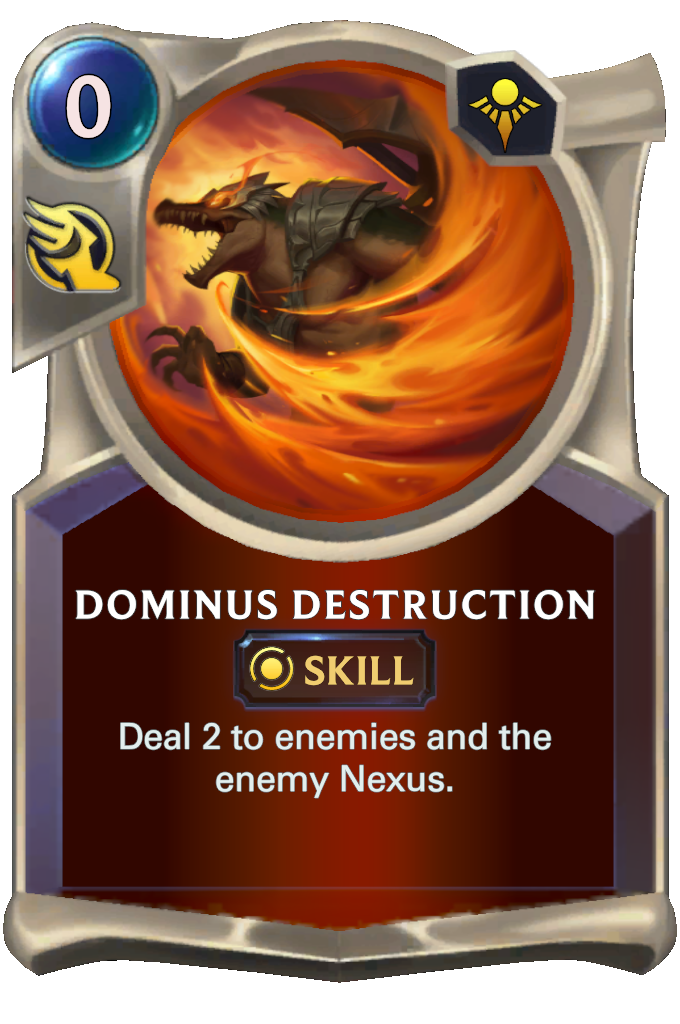 0
DOMINUS DESTRUCTION
SKILL
Deal 2 to enemies and the
enemy Nexus.